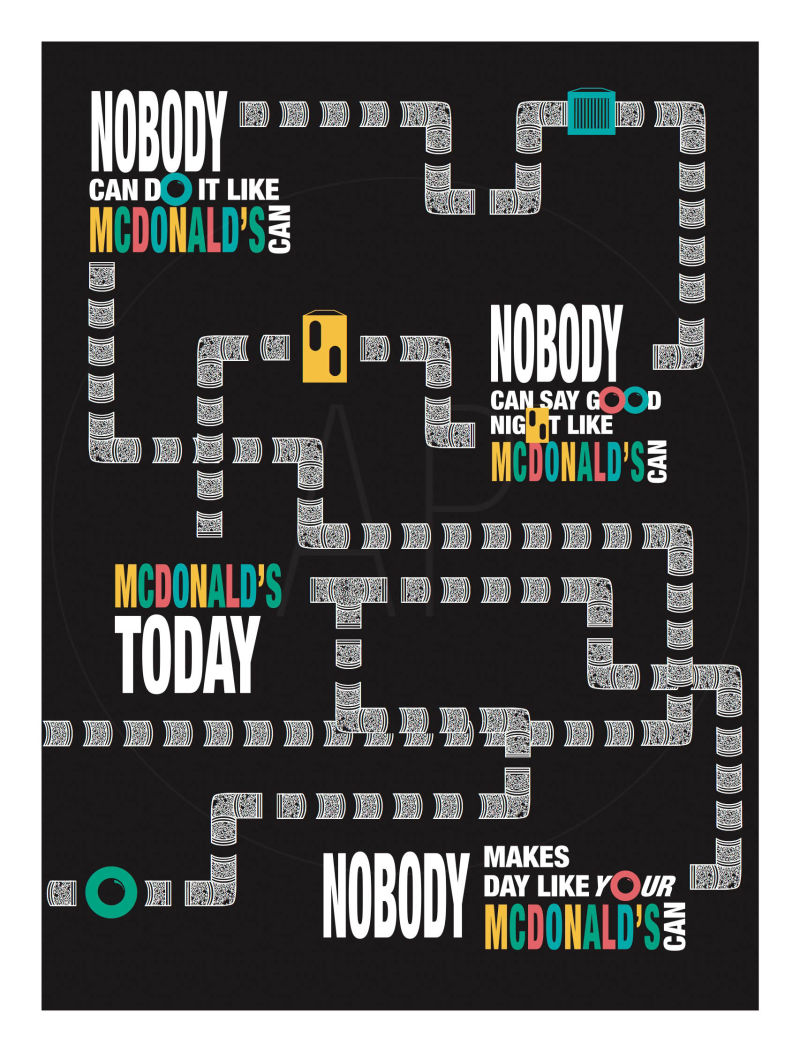 NOBODY
CAN DO IT LIKE
MCDONALD'S CAN
NOBODY
CAN SAY GOOD
NIGHT LIKE
MCDONALD'S CAN
MCDONALD'S
TODAY
NOBODY
MAKES
DAY LIKE YOUR
MCDONALD'S CAN
AP